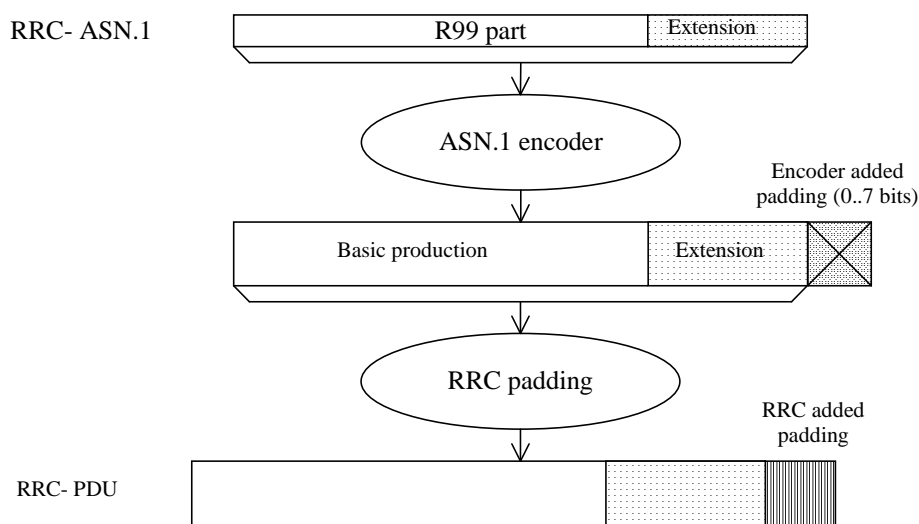 RRC- ASN.1
R99 part
Extension
ASN.1 encoder
Encoder added
padding (0..7 bits)
Basic production
Extension
RRC padding
RRC added
padding
RRC- PDU